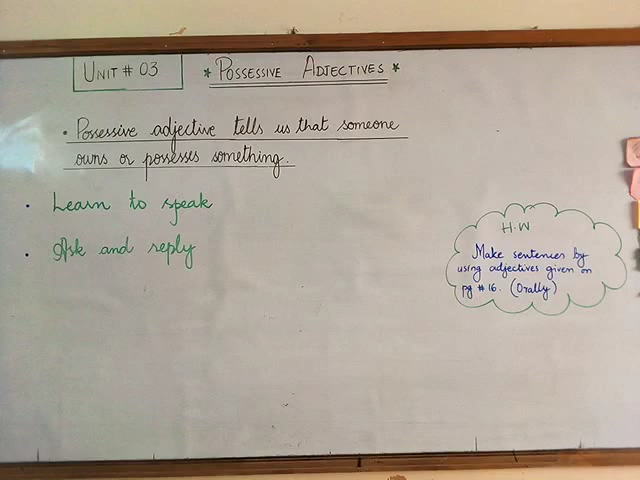 UNIT # 03
* POSSESSIVE ADJECTIVES *
• Possessive adjective tells us that someone
owns or possesses something.
• Learn to speak
• Ask and reply
H.W
Make sentences by
using adjectives given on
pg # 16. (Orally)